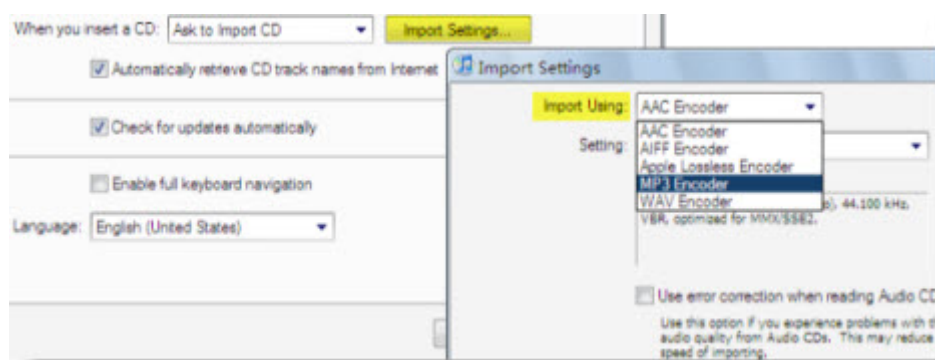 When you insert a CD: Ask to Import CD Import Settings...
Automatically retrieve CD track names from Internet
Check for updates automatically
Enable full keyboard navigation
Language: English (United States)
Import Settings
Import Using: AAC Encoder
AAC Encoder
AIFF Encoder
Apple Lossless Encoder
MP3 Encoder
WAV Encoder
Setting:
44.100 kHz,
VBR, optimized for MMX/SSE2.
Use error correction when reading Audio CD
Use this option if you experience problems with th
audio quality from Audio CDs. This may reduce
speed of importing.